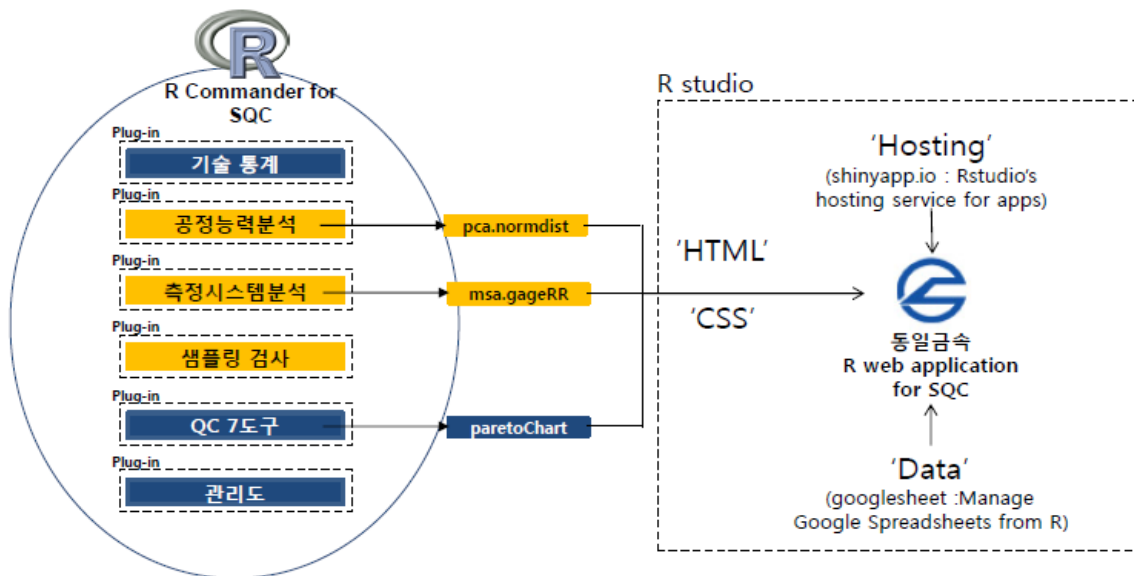 R
R Commander for
SQC
Plug-in
기술 통계
Plug-in
공정능력분석
Plug-in
측정시스템분석
Plug-in
샘플링 검사
Plug-in
QC 7도구
Plug-in
관리도
pca.normdist
msa.gageRR
paretoChart
'HTML'
'CSS'
R studio
'Hosting'
(shinyapp.io : Rstudio's
hosting service for apps)
동일금속
R web application
for SQC
'Data'
(googlesheet :Manage
Google Spreadsheets from R)